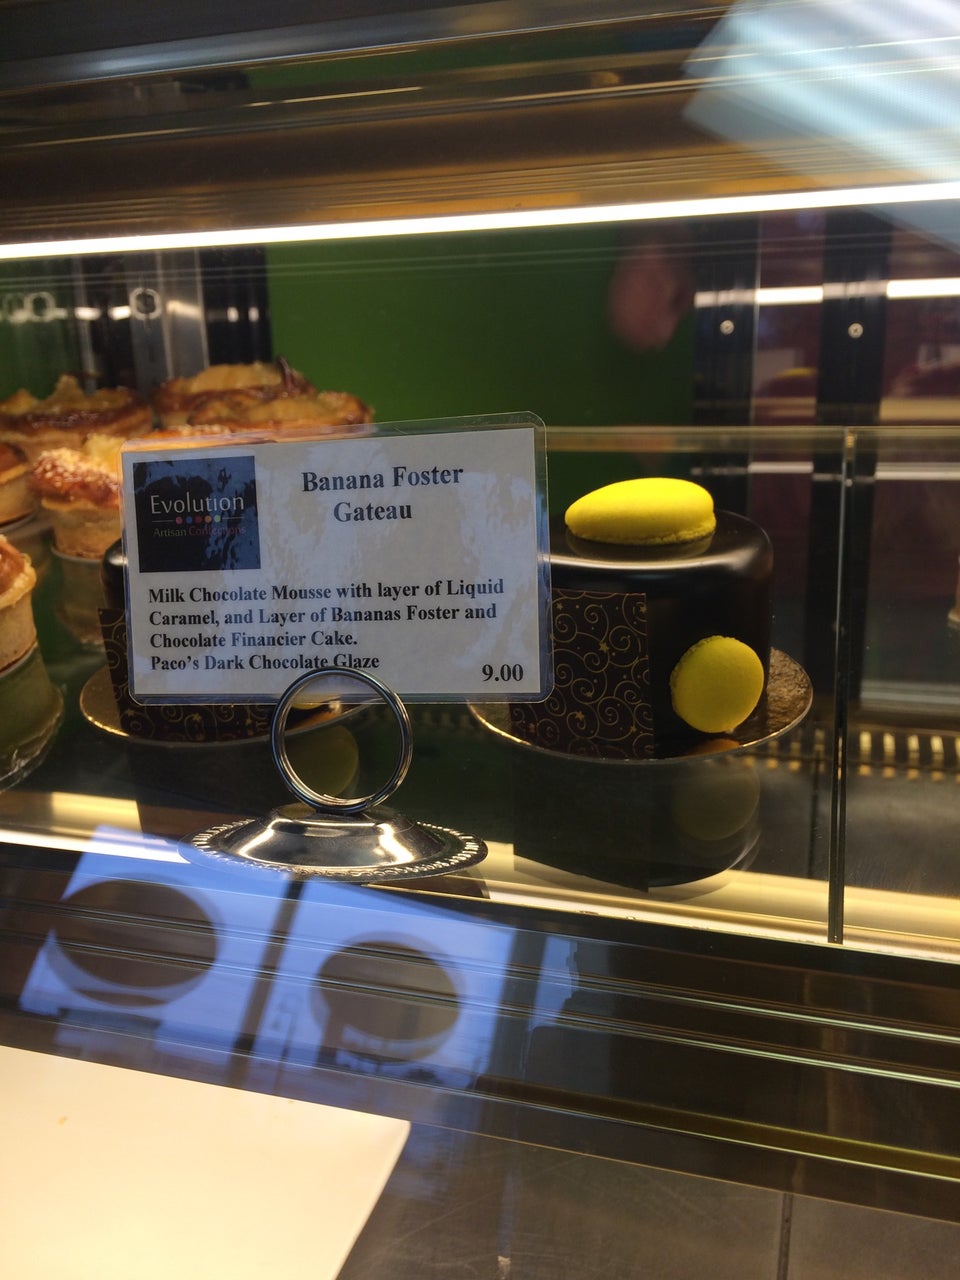 Evolution
Artisan Confections
Banana Foster
Gateau
Milk Chocolate Mousse with layer of Liquid
Caramel, and Layer of Bananas Foster and
Chocolate Financier Cake.
Paco's Dark Chocolate Glaze
9.00